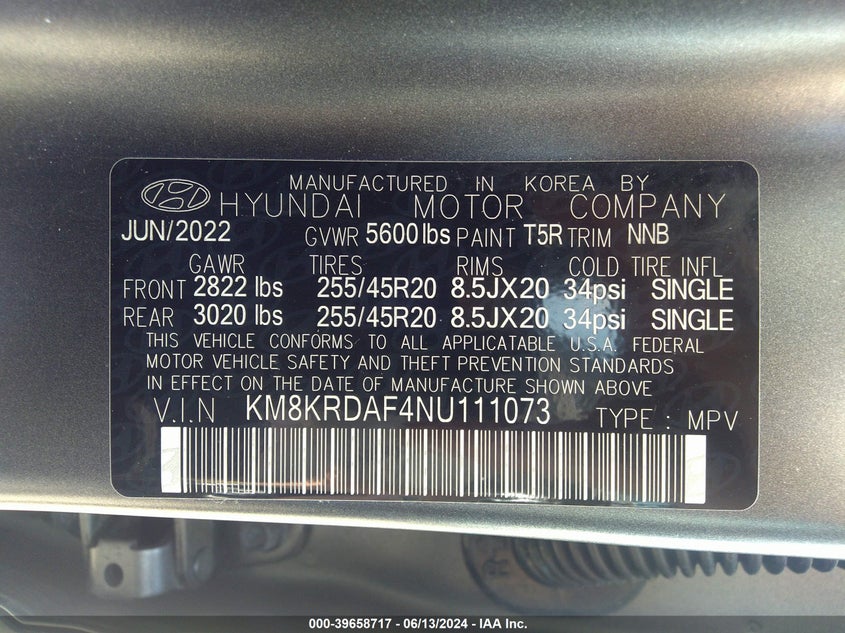 MANUFACTURED IN KOREA BY
HYUNDAI MOTOR COMPANY
JUN/2022 GVWR 5600 lbs PAINT T5R TRIM NNB
GAWR TIRES RIMS COLD TIRE INFL
FRONT 2822 lbs 255/45R20 8.5JX20 34psi SINGLE
REAR 3020 lbs 255/45R20 8.5JX20 34psi SINGLE
THIS VEHICLE CONFORMS TO ALL APPLICATABLE U.S.A. FEDERAL
MOTOR VEHICLE SAFETY AND THEFT PREVENTION STANDARDS
IN EFFECT ON THE DATE OF MANUFACTURE SHOWN ABOVE
V.I.N KM8KRDAF4NU111073 TYPE : MPV
000-39658717 - 06/13/2024 - IAA Inc.